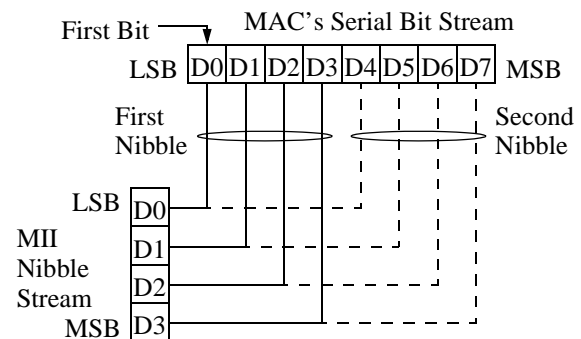 MAC's Serial Bit Stream
First Bit
LSB D0 D1 D2 D3 D4 D5 D6 D7 MSB
First
Nibble
Second
Nibble
LSB D0
D1
MII
Nibble
Stream
D2
MSB D3